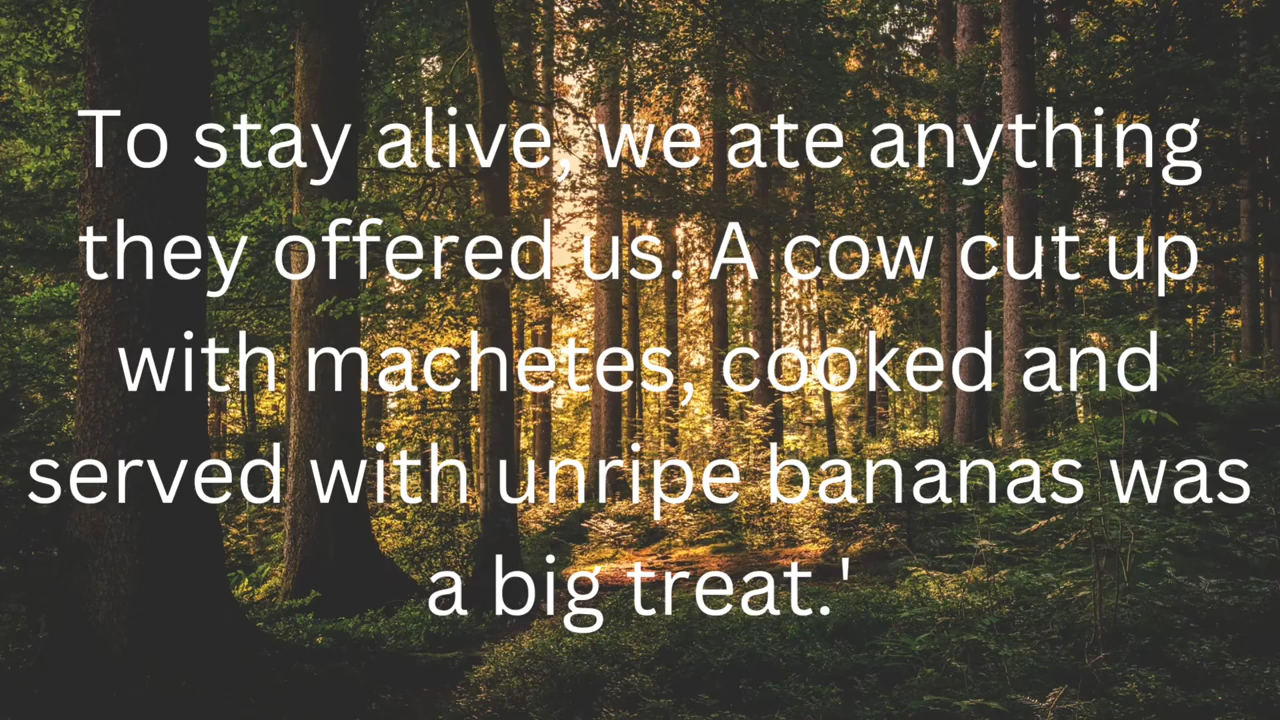 To stay alive, we ate anything
they offered us. A cow cut up
with machetes, cooked and
served with unripe bananas was
a big treat.'